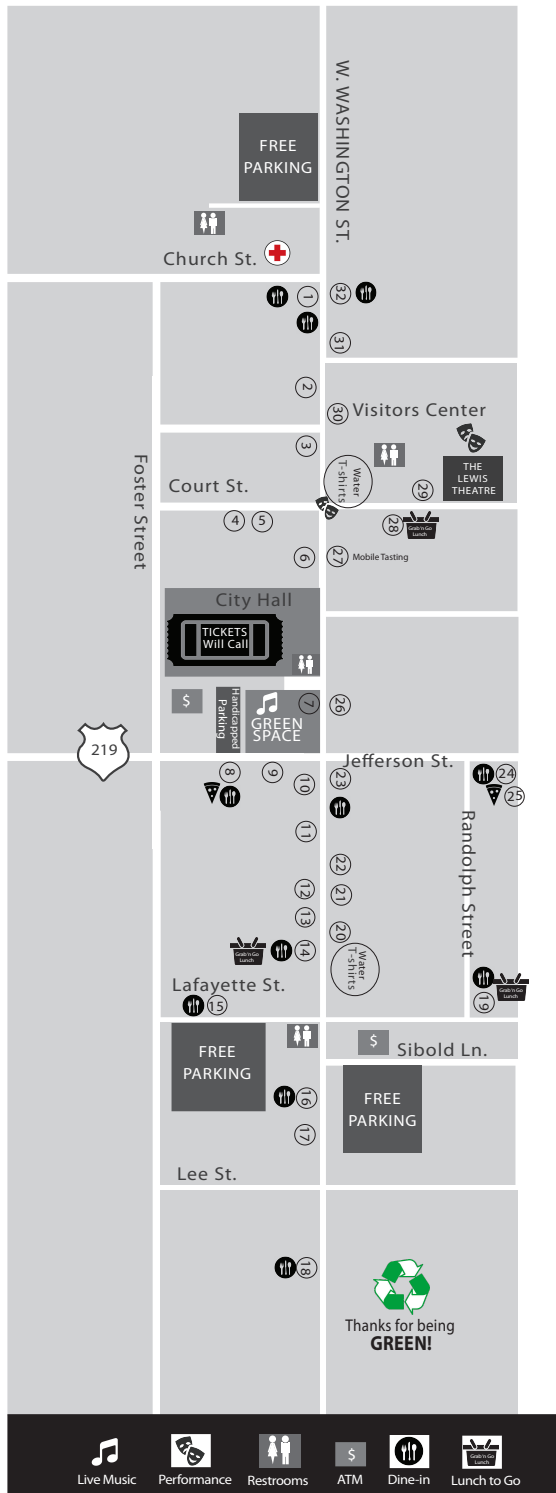 W. WASHINGTON ST.
FREE
PARKING
Church St.
1
32
31
2
30
Visitors Center
3
Water
T-shirts
THE
LEWIS
THEATRE
29
Foster Street
Court St.
4
5
28
Grab'n Go
Lunch
6
27
Mobile Tasting
City Hall
TICKETS
Will Call
$
Handicapped
Parking
7
GREEN
SPACE
26
219
Jefferson St.
8
9
10
23
24
25
11
Randolph Street
22
12
21
13
20
14
Grab'n Go
Lunch
Water
T-shirts
Lafayette St.
15
19
Grab'n Go
Lunch
FREE
PARKING
$
Sibold Ln.
16
FREE
PARKING
17
Lee St.
18
Thanks for being
GREEN!
Live Music
Performance
Restrooms
$
ATM
Dine-in
Grab'n Go
Lunch
Lunch to Go